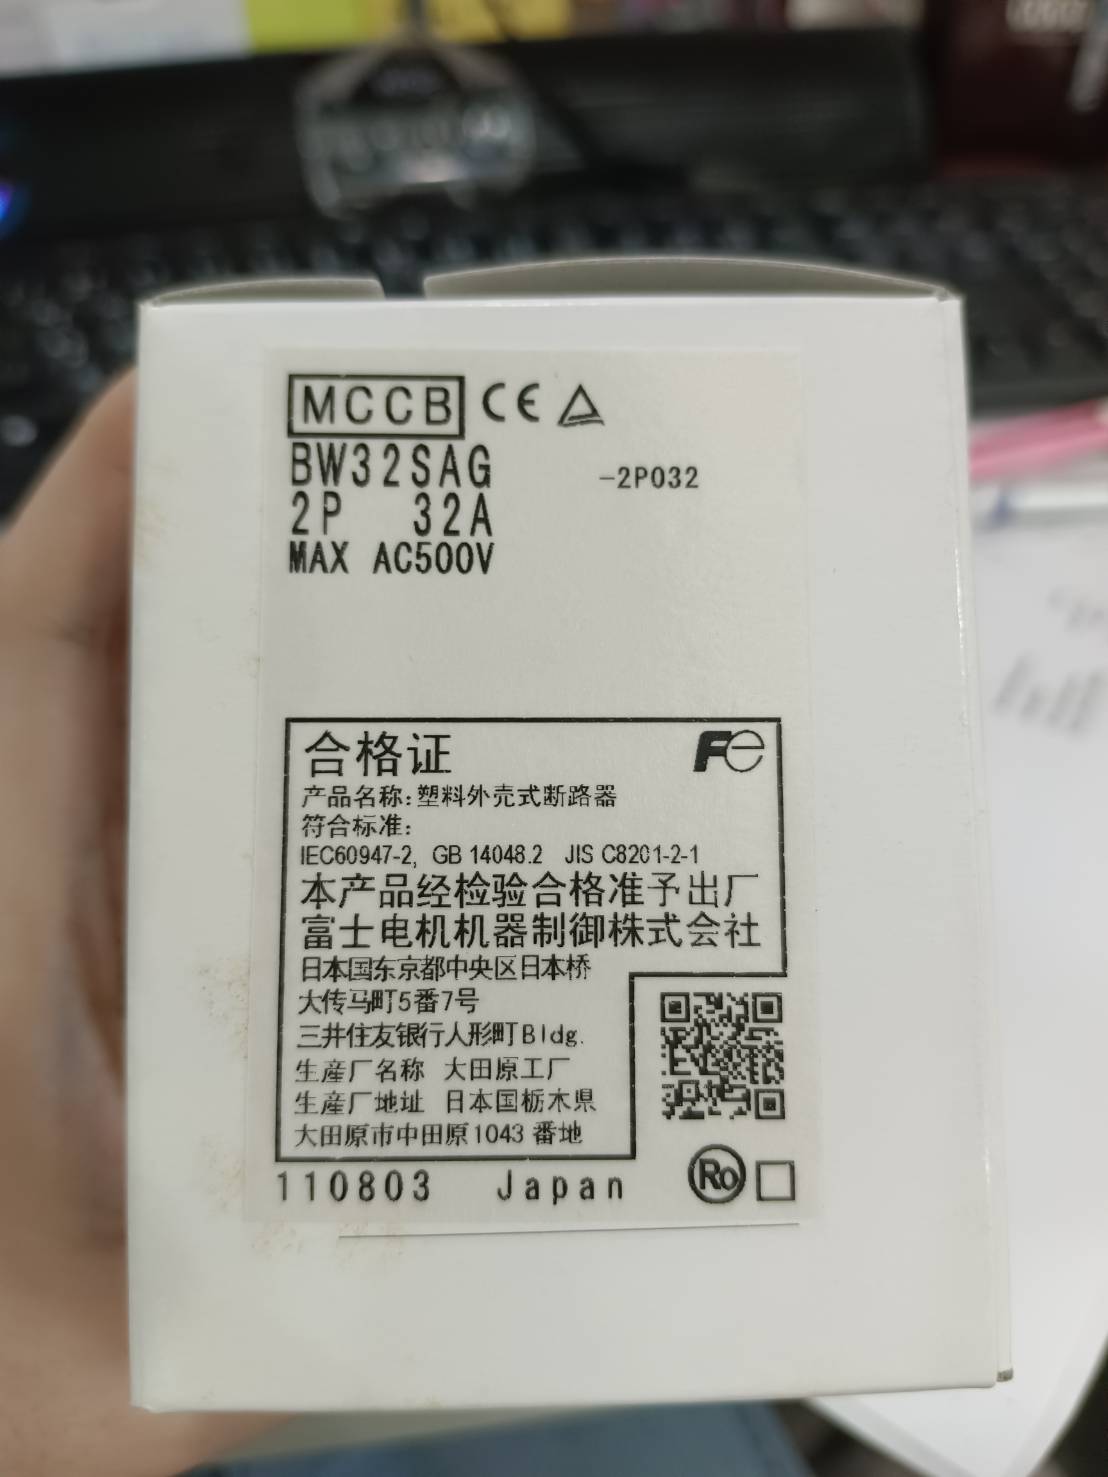 MCCB CE
BW32SAG -2P032
2P 32A
MAX AC500V
合格证 Fe
产品名称:塑料外壳式断路器
符合标准:
IEC60947-2, GB 14048.2 JIS C8201-2-1
本产品经检验合格准予出厂
富士电机机器制御株式会社
日本国东京都中央区日本桥
大传马町5番7号
三井住友银行人形町Bldg.
生産厂名称 大田原工厂
生産厂地址 日本国栃木県
大田原市中田原1043番地
110803 Japan Ro